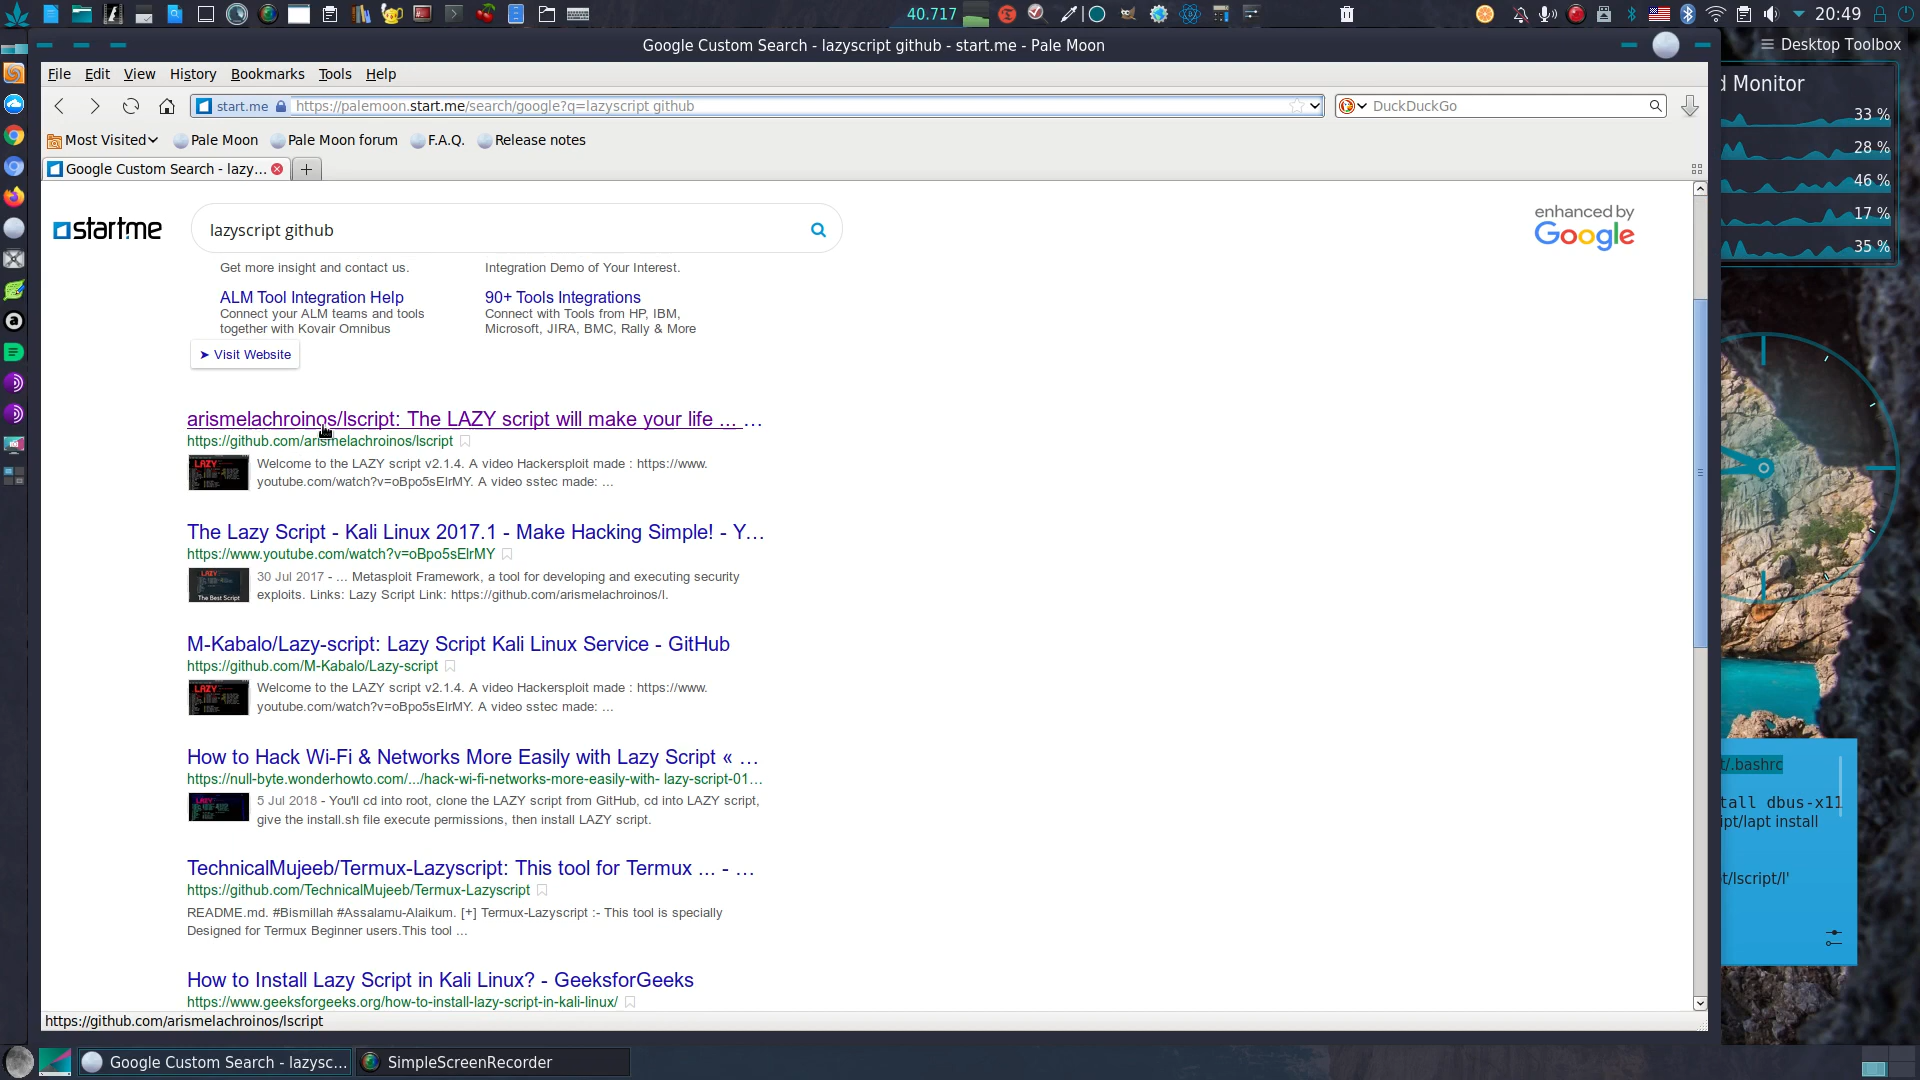 40.717
20:49
Google Custom Search - lazyscript github - start.me - Pale Moon
Desktop Toolbox
File Edit View History Bookmarks Tools Help
d Monitor
start.me https://palemoon.start.me/search/google?q=lazyscript github
DuckDuckGo
33 %
Most Visited Pale Moon Pale Moon forum F.A.Q. Release notes
28 %
Google Custom Search - lazy...
46 %
startme
lazyscript github
enhanced by
Google
17 %
35 %
Get more insight and contact us.
Integration Demo of Your Interest.
ALM Tool Integration Help
Connect your ALM teams and tools
together with Kovair Omnibus
90+ Tools Integrations
Connect with Tools from HP, IBM,
Microsoft, JIRA, BMC, Rally & More
➤ Visit Website
arismelachroinos/lscript: The LAZY script will make your life ... ...
https://github.com/arismelachroinos/lscript
LAZY
Welcome to the LAZY script v2.1.4. A video Hackersploit made : https://www.
youtube.com/watch?v=oBpo5sElrMY. A video sstec made: ...
The Lazy Script - Kali Linux 2017.1 - Make Hacking Simple! - Y...
https://www.youtube.com/watch?v=oBpo5sElrMY
LAZY
The Best Script
30 Jul 2017 - ... Metasploit Framework, a tool for developing and executing security
exploits. Links: Lazy Script Link: https://github.com/arismelachroinos/l.
M-Kabalo/Lazy-script: Lazy Script Kali Linux Service - GitHub
https://github.com/M-Kabalo/Lazy-script
LAZY
Welcome to the LAZY script v2.1.4. A video Hackersploit made : https://www.
youtube.com/watch?v=oBpo5sElrMY. A video sstec made: ...
How to Hack Wi-Fi & Networks More Easily with Lazy Script « ...
https://null-byte.wonderhowto.com/.../hack-wi-fi-networks-more-easily-with- lazy-script-01...
5 Jul 2018 - You'll cd into root, clone the LAZY script from GitHub, cd into LAZY script,
give the install.sh file execute permissions, then install LAZY script.
TechnicalMujeeb/Termux-Lazyscript: This tool for Termux ... - ...
https://github.com/TechnicalMujeeb/Termux-Lazyscript
README.md. #Bismillah #Assalamu-Alaikum. [+] Termux-Lazyscript :- This tool is specially
Designed for Termux Beginner users.This tool ...
How to Install Lazy Script in Kali Linux? - GeeksforGeeks
https://www.geeksforgeeks.org/how-to-install-lazy-script-in-kali-linux/
t/.bashrc
tall dbus-x11
ipt/lapt install
t/lscript/l'
https://github.com/arismelachroinos/lscript
Google Custom Search - lazysc...
SimpleScreenRecorder